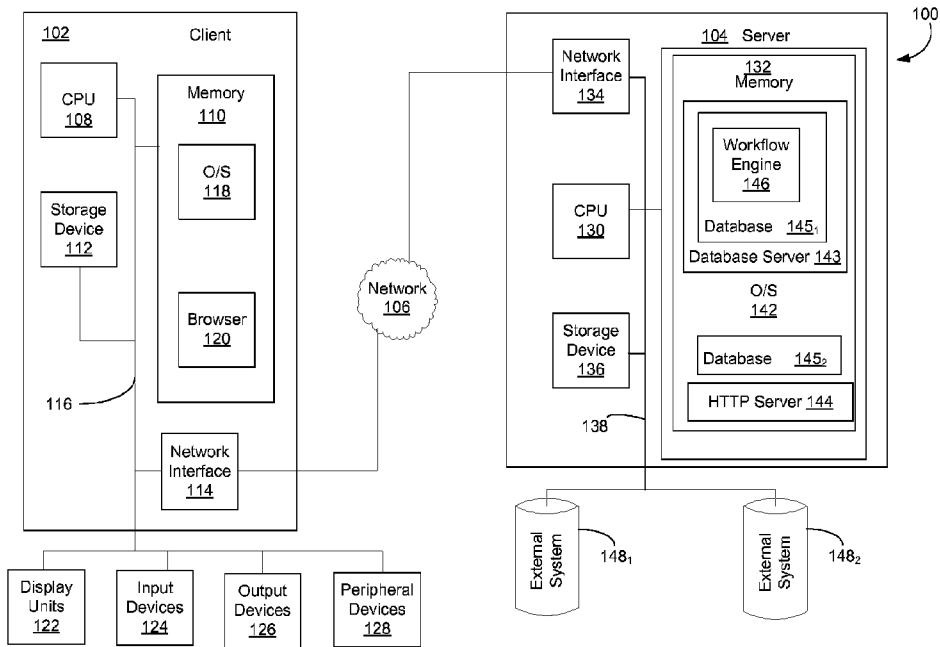 100
102 Client
CPU
108
Memory
110
O/S
118
Storage
Device
112
Browser
120
116
Network
Interface
114
Display
Units
122
Input
Devices
124
Output
Devices
126
Peripheral
Devices
128
Network
106
104 Server
Network
Interface
134
CPU
130
Storage
Device
136
138
132
Memory
Workflow
Engine
146
Database 145₁
Database Server 143
O/S
142
Database 145₂
HTTP Server 144
External
System
148₁
External
System
148₂